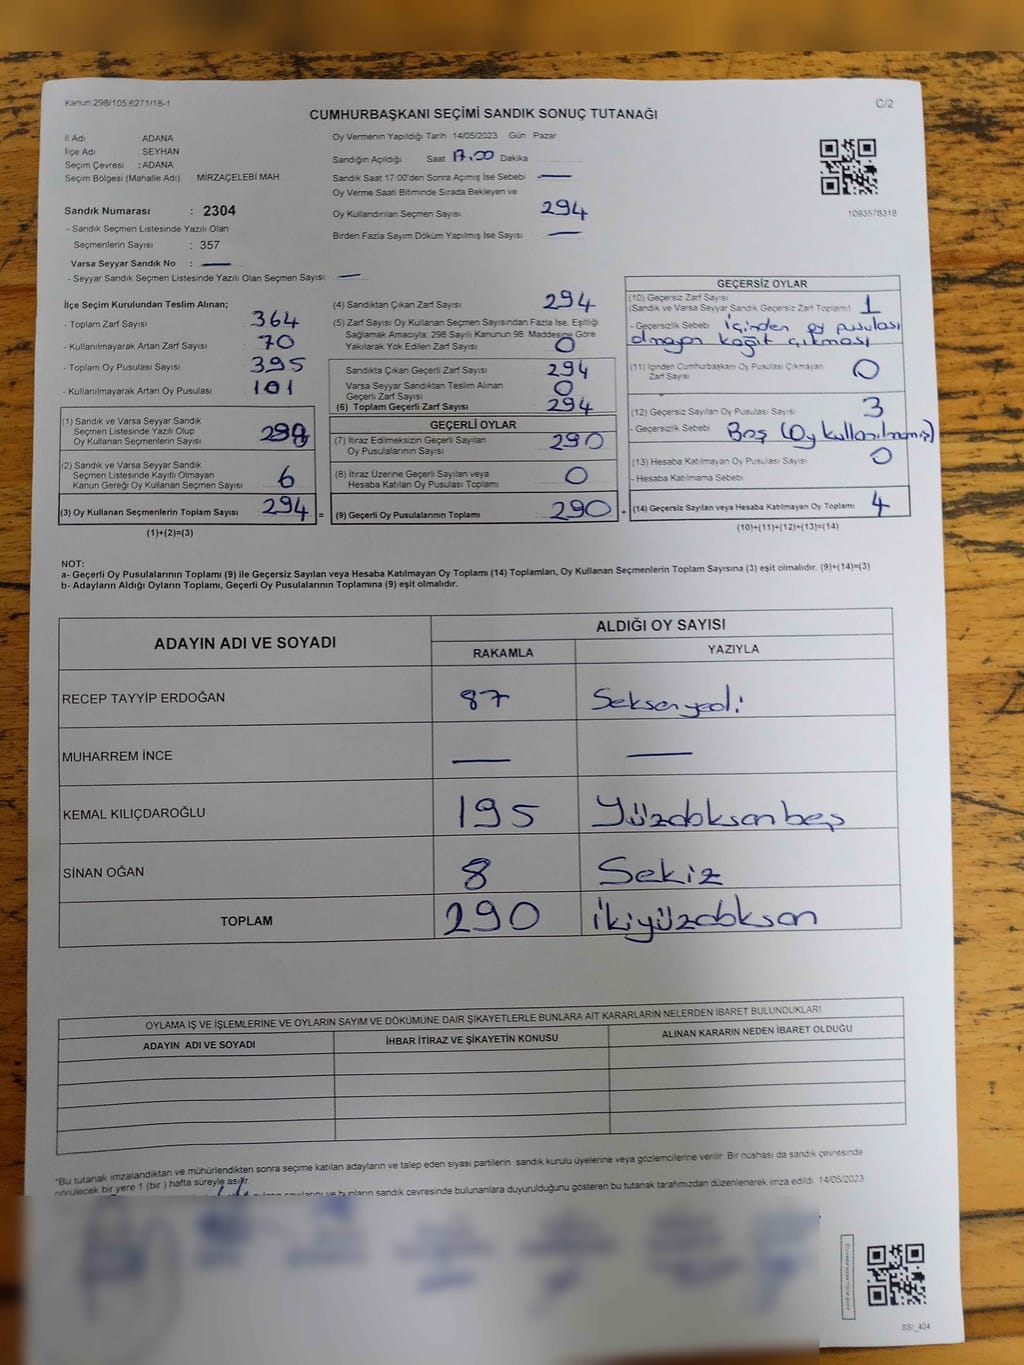 Kanun 298/105,6271/18-1
C/2
CUMHURBAŞKANI SEÇİMİ SANDIK SONUÇ TUTANAĞI
İl Adı : ADANA
İlçe Adı : SEYHAN
Seçim Çevresi : ADANA
Seçim Bölgesi (Mahalle Adı) : MİRZAÇELEBİ MAH.
Sandık Numarası : 2304
- Sandık Seçmen Listesinde Yazılı Olan
Seçmenlerin Sayısı : 357
Varsa Seyyar Sandık No : —
- Seyyar Sandık Seçmen Listesinde Yazılı Olan Seçmen Sayısı: —
Oy Vermenin Yapıldığı Tarih 14/05/2023 Gün Pazar
Sandığın Açıldığı Saat 17.00 Dakika
Sandık Saat 17:00'den Sonra Açılmış İse Sebebi —
Oy Verme Saati Bitiminde Sırada Bekleyen ve
Oy Kullandırılan Seçmen Sayısı 294
Birden Fazla Sayım Döküm Yapılmış İse Sayısı —
1093578318
İlçe Seçim Kurulundan Teslim Alınan;
- Toplam Zarf Sayısı : 364
- Kullanılmayarak Artan Zarf Sayısı : 70
- Toplam Oy Pusulası Sayısı : 395
- Kullanılmayarak Artan Oy Pusulası : 101
(1) Sandık ve Varsa Seyyar Sandık
Seçmen Listesinde Yazılı Olup
Oy Kullanan Seçmenlerin Sayısı
(2) Sandık ve Varsa Seyyar Sandık
Seçmen Listesinde Kayıtlı Olmayan
Kanun Gereği Oy Kullanan Seçmen Sayısı : 6
(3) Oy Kullanan Seçmenlerin Toplam Sayısı : 294 =
(1)+(2)=(3)
(4) Sandıktan Çıkan Zarf Sayısı : 294
(5) Zarf Sayısı Oy Kullanan Seçmen Sayısından Fazla İse, Eşitliği
Sağlamak Amacıyla, 298 Sayılı Kanunun 98. Maddesine Göre
Yakılarak Yok Edilen Zarf Sayısı : 0
Sandıkta Çıkan Geçerli Zarf Sayısı : 294
Varsa Seyyar Sandıktan Teslim Alınan
Geçerli Zarf Sayısı : 0
(6) Toplam Geçerli Zarf Sayısı : 294
GEÇERLİ OYLAR
(7) İtiraz Edilmeksizin Geçerli Sayılan
Oy Pusulalarının Sayısı : 290
(8) İtiraz Üzerine Geçerli Sayılan veya
Hesaba Katılan Oy Pusulası Toplamı : 0
(9) Geçerli Oy Pusulalarının Toplamı : 290 +
GEÇERSİZ OYLAR
(10) Geçersiz Zarf Sayısı
(Sandık ve Varsa Seyyar Sandık Geçersiz Zarf Toplamı) : 1
- Geçersizlik Sebebi : İçinden oy pusulası
olmayan kağıt çıkması
(11) İçinden Cumhurbaşkanı Oy Pusulası Çıkmayan
Zarf Sayısı 0
(12) Geçersiz Sayılan Oy Pusulası Sayısı : 3
- Geçersizlik Sebebi : Boş (Oy kullanılmamış)
(13) Hesaba Katılmayan Oy Pusulası Sayısı : 0
- Hesaba Katılmama Sebebi
(14) Geçersiz Sayılan veya Hesaba Katılmayan Oy Toplamı : 4
(10)+(11)+(12)+(13)=(14)
NOT:
a- Geçerli Oy Pusulalarının Toplamı (9) ile Geçersiz Sayılan veya Hesaba Katılmayan Oy Toplamı (14) Toplamları, Oy Kullanan Seçmenlerin Toplam Sayısına (3) eşit olmalıdır. (9)+(14)=(3)
b- Adayların Aldığı Oyların Toplamı, Geçerli Oy Pusulalarının Toplamına (9) eşit olmalıdır.
ADAYIN ADI VE SOYADI
ALDIĞI OY SAYISI
RAKAMLA YAZIYLA
RECEP TAYYİP ERDOĞAN 87 Seksenyedi
MUHARREM İNCE — —
KEMAL KILIÇDAROĞLU 195 Yüzdoksanbeş
SİNAN OĞAN 8 Sekiz
TOPLAM 290 İkiyüzdoksan
OYLAMA İŞ VE İŞLEMLERİNE VE OYLARIN SAYIM VE DÖKÜMÜNE DAİR ŞİKAYETLERLE BUNLARA AİT KARARLARIN NELERDEN İBARET BULUNDUKLARI
ADAYIN ADI VE SOYADI İHBAR İTİRAZ VE ŞİKAYETİN KONUSU ALINAN KARARIN NEDEN İBARET OLDUĞU
*Bu tutanak imzalandıktan ve mühürlendikten sonra seçime katılan adayların ve talep eden siyasi partilerin sandık kurulu üyelerine veya gözlemcilerine verilir. Bir nüshası da sandık çevresinde
görülecek bir yere 1 (bir ) hafta süreyle asılır.
sandık çevresinde bulunanlara duyurulduğunu gösteren bu tutanak tarafımızdan düzenlenerek imza edildi. 14/05/2023
SSI_404